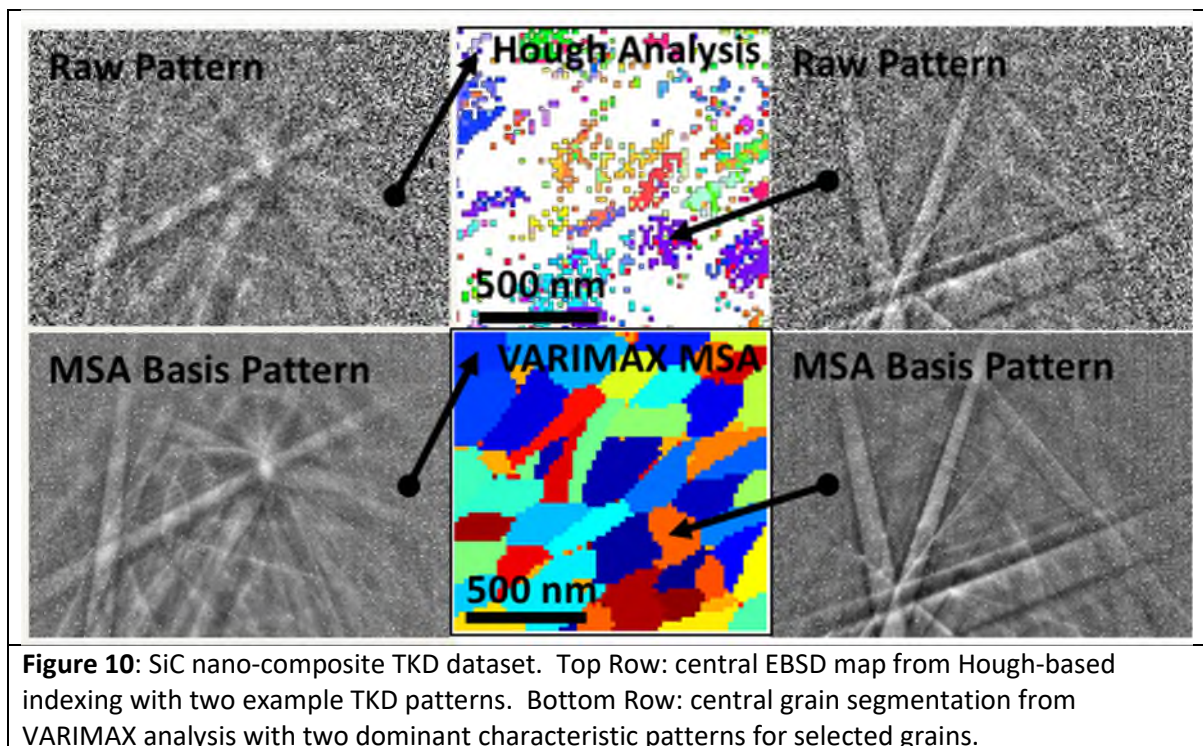 Raw Pattern
Hough Analysis
Raw Pattern
500 nm
MSA Basis Pattern
VARIMAX MSA
MSA Basis Pattern
500 nm
Figure 10: SiC nano-composite TKD dataset.  Top Row: central EBSD map from Hough-based
indexing with two example TKD patterns.  Bottom Row: central grain segmentation from
VARIMAX analysis with two dominant characteristic patterns for selected grains.